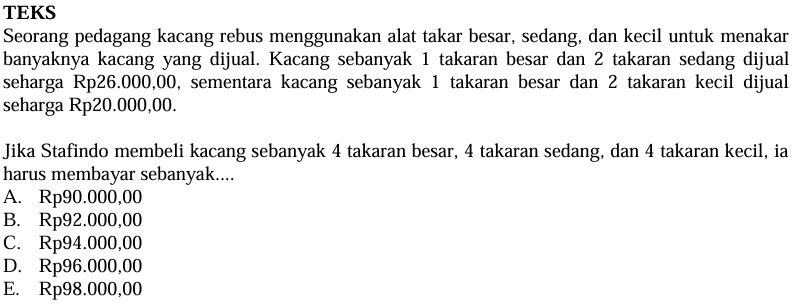 TEKS
Seorang pedagang kacang rebus menggunakan alat takar besar, sedang, dan kecil untuk menakar
banyaknya kacang yang dijual. Kacang sebanyak 1 takaran besar dan 2 takaran sedang dijual
seharga Rp26.000,00, sementara kacang sebanyak 1 takaran besar dan 2 takaran kecil dijual
seharga Rp20.000,00.
Jika Stafindo membeli kacang sebanyak 4 takaran besar, 4 takaran sedang, dan 4 takaran kecil, ia
harus membayar sebanyak....
A. Rp90.000,00
B. Rp92.000,00
C. Rp94.000,00
D. Rp96.000,00
E. Rp98.000,00